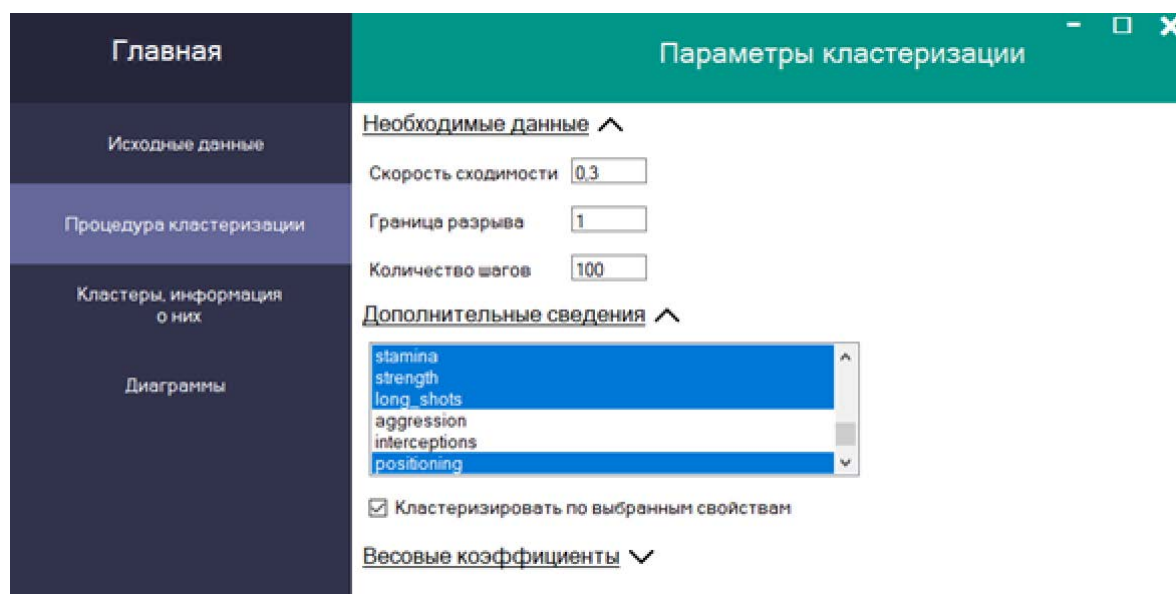 Главная
Параметры кластеризации
Исходные данные
Процедура кластеризации
Кластеры, информация
о них
Диаграммы
Необходимые данные
Скорость сходимости 0,3
Граница разрыва 1
Количество шагов 100
Дополнительные сведения
stamina
strength
long_shots
aggression
interceptions
positioning
Кластеризировать по выбранным свойствам
Весовые коэффициенты